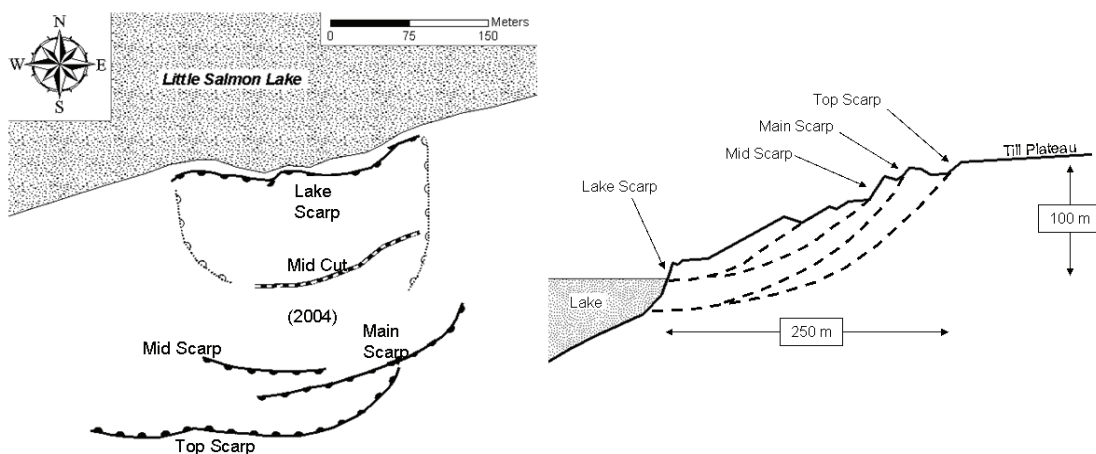 N
W E
S
Meters
0 75 150
Little Salmon Lake
Lake
Scarp
Mid Cut
(2004)
Mid Scarp
Main
Scarp
Top Scarp
Top Scarp
Main Scarp
Mid Scarp
Till Plateau
Lake Scarp
100 m
Lake
250 m